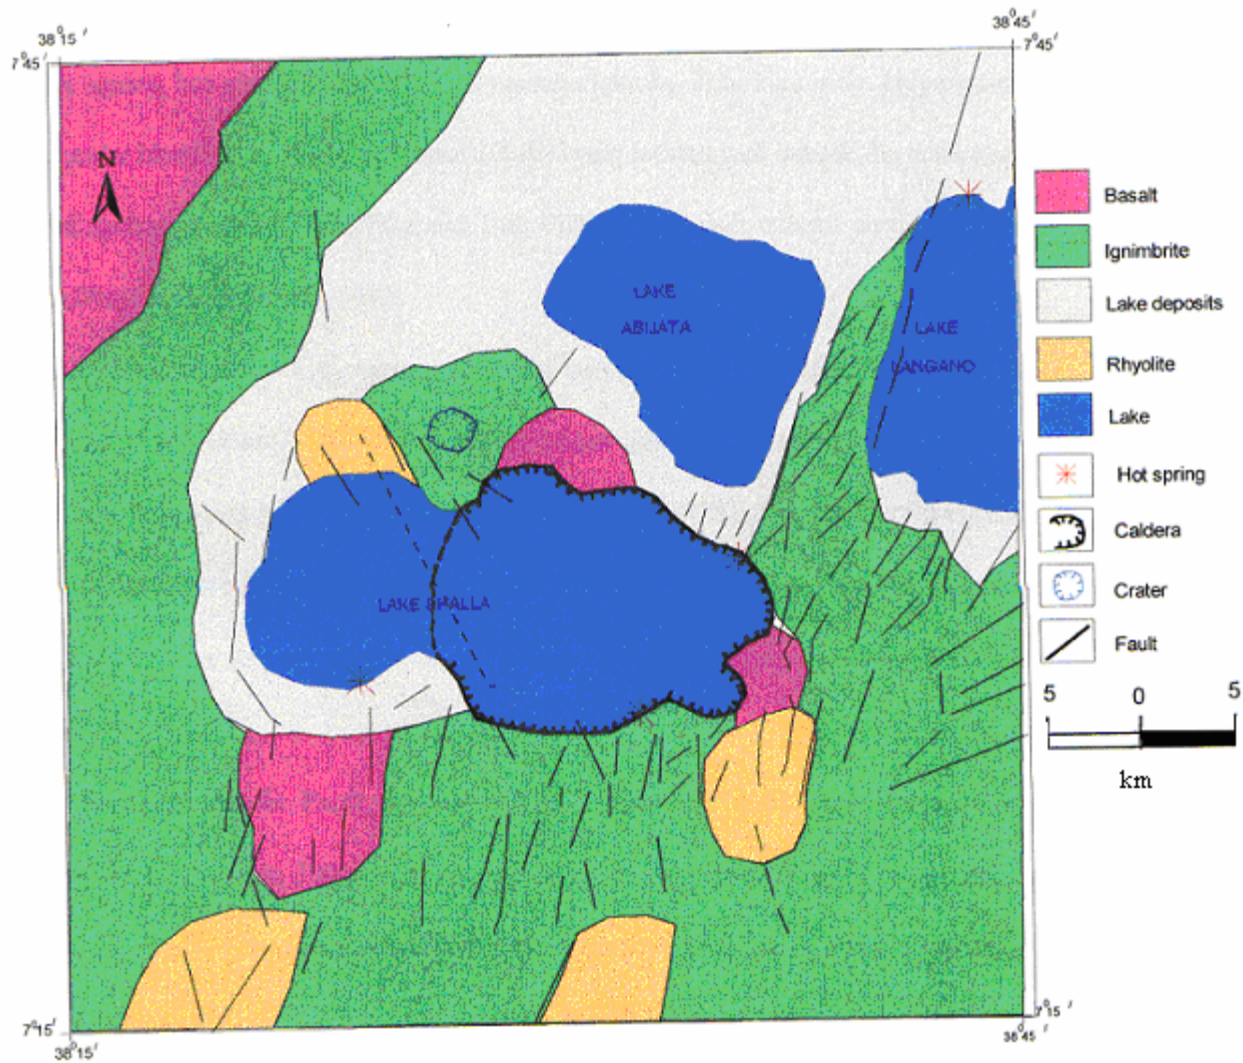 38°15'
38°45'
7°45'
7°45'
N
Basalt
Ignimbrite
Lake deposits
Rhyolite
Lake
Hot spring
Caldera
Crater
Fault
5 0 5
km
LAKE
ABIJATA
LAKE
LANGANO
LAKE SHALLA
7°15'
7°15'
38°15'
38°45'